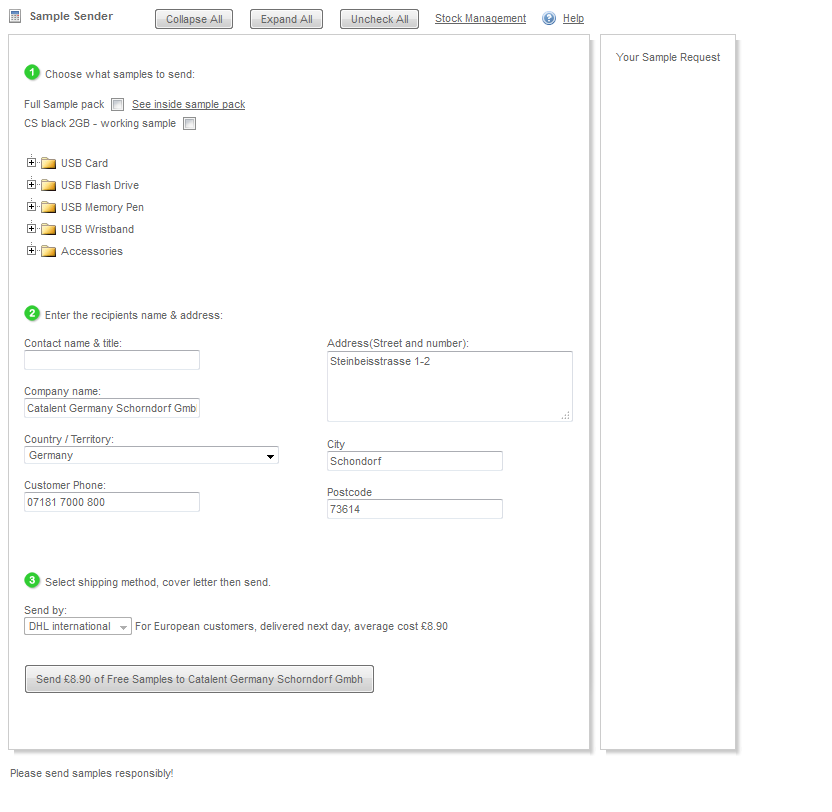 Sample Sender Collapse All Expand All Uncheck All Stock Management ? Help
1 Choose what samples to send:
Full Sample pack See inside sample pack
CS black 2GB - working sample
USB Card
USB Flash Drive
USB Memory Pen
USB Wristband
Accessories
2 Enter the recipients name & address:
Contact name & title:
Company name:
Catalent Germany Schorndorf Gmb
Country / Territory:
Germany
Customer Phone:
07181 7000 800
Address(Street and number):
Steinbeisstrasse 1-2
City
Schondorf
Postcode
73614
3 Select shipping method, cover letter then send.
Send by:
DHL international For European customers, delivered next day, average cost £8.90
Send £8.90 of Free Samples to Catalent Germany Schorndorf Gmbh
Your Sample Request
Please send samples responsibly!